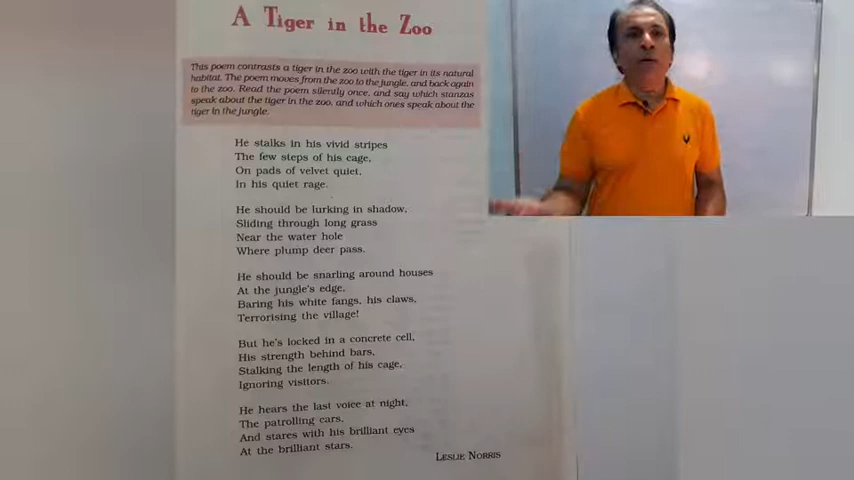 A Tiger in the Zoo
This poem contrasts a tiger in the zoo with the tiger in its natural
habitat. The poem moves from the zoo to the jungle, and back again
to the zoo. Read the poem silently once, and say which stanzas
speak about the tiger in the zoo, and which ones speak about the
tiger in the jungle.
He stalks in his vivid stripes
The few steps of his cage,
On pads of velvet quiet,
In his quiet rage.
He should be lurking in shadow,
Sliding through long grass
Near the water hole
Where plump deer pass.
He should be snarling around houses
At the jungle's edge,
Baring his white fangs, his claws,
Terrorising the village!
But he's locked in a concrete cell,
His strength behind bars,
Stalking the length of his cage,
Ignoring visitors.
He hears the last voice at night,
The patrolling cars,
And stares with his brilliant eyes
At the brilliant stars.
LESLIE NORRIS